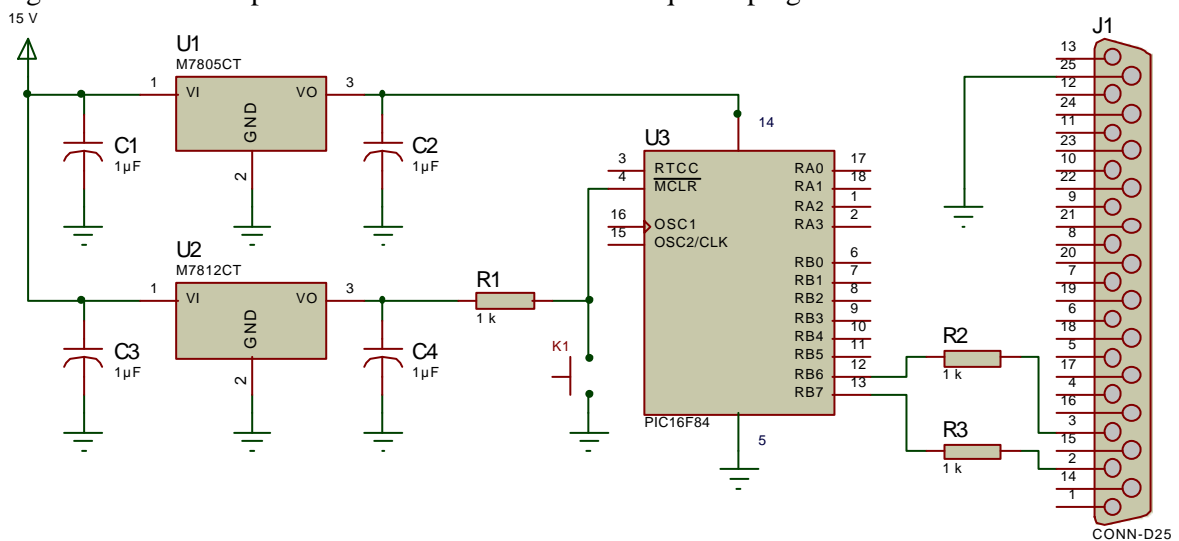 15 V
U1
M7805CT
1
VI
VO
3
GND
2
C1
1µF
C2
1µF
U2
M7812CT
1
VI
VO
3
GND
2
C3
1µF
C4
1µF
R1
1 k
K1
U3
14
3
RTCC
4
MCLR
16
OSC1
15
OSC2/CLK
RA0
17
RA1
18
RA2
1
RA3
2
RB0
6
RB1
7
RB2
8
RB3
9
RB4
10
RB5
11
RB6
12
RB7
13
PIC16F84
5
R2
1 k
R3
1 k
J1
13
25
12
24
11
23
10
22
9
21
8
20
7
19
6
18
5
17
4
16
3
15
2
14
1
CONN-D25